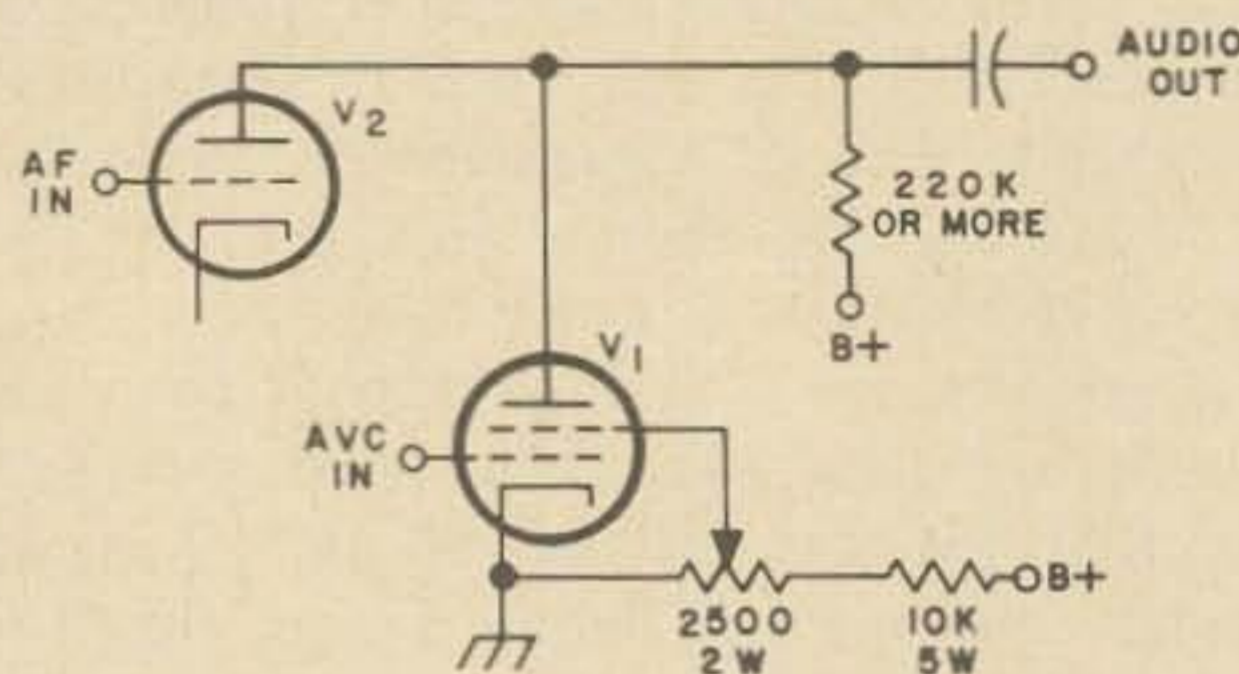 AUDIO
OUT
V2
AF
IN
220K
OR MORE
B+
V1
AVC
IN
B+
2500
2W
10K
5W